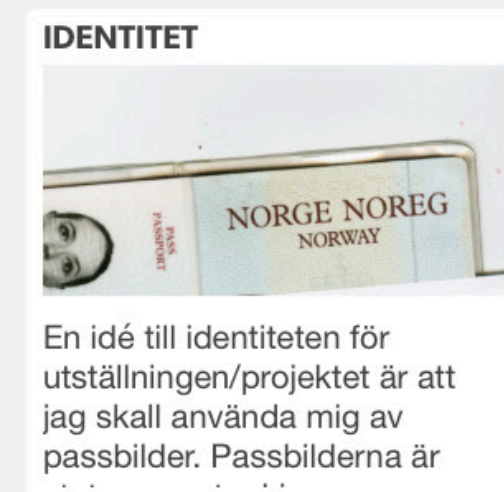 IDENTITET
PASS
PASSPORT
NORGE NOREG
NORWAY
En idé till identiteten för
utställningen/projektet är att
jag skall använda mig av
passbilder. Passbilderna är